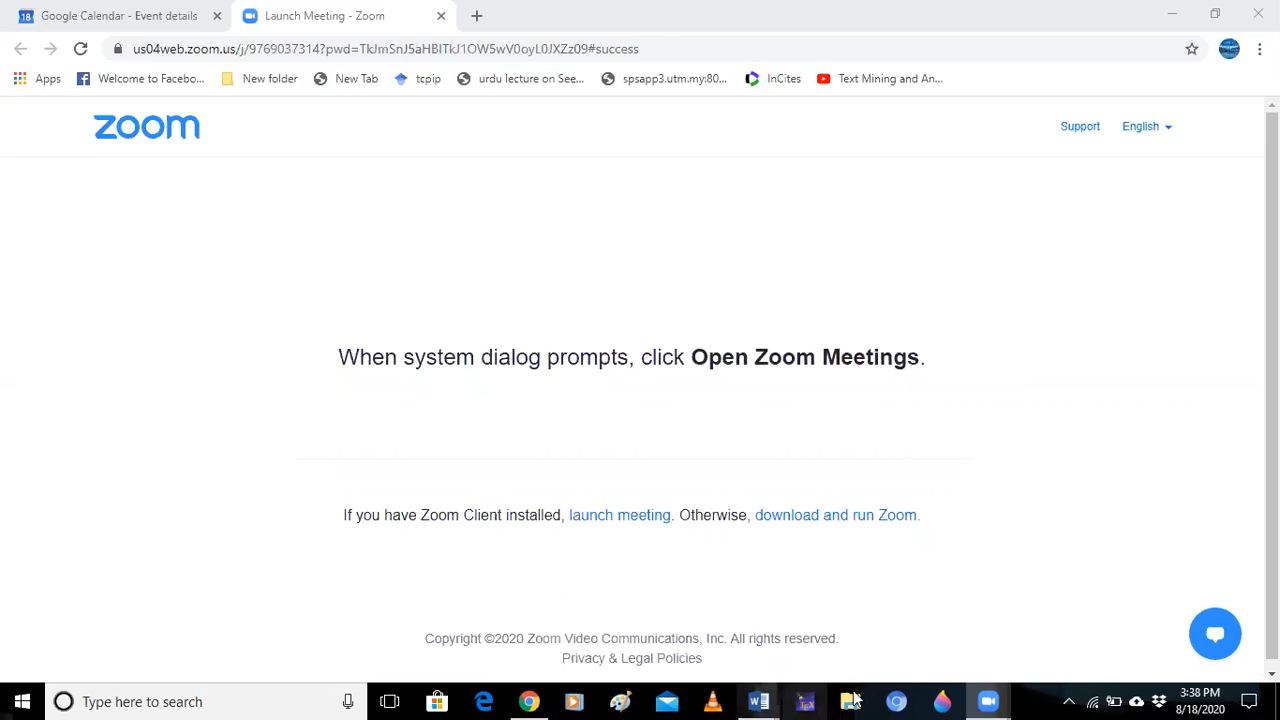 Google Calendar - Event details
Launch Meeting - Zoom
us04web.zoom.us/j/9769037314?pwd=TkJmSnJ5aHBITkJ1OW5wV0oyL0JXZz09#success
Apps
Welcome to Facebo...
New folder
New Tab
tcpip
urdu lecture on See...
spsapp3.utm.my:80...
InCites
Text Mining and An...
zoom
Support
English
When system dialog prompts, click Open Zoom Meetings.
If you have Zoom Client installed, launch meeting. Otherwise, download and run Zoom.
Copyright ©2020 Zoom Video Communications, Inc. All rights reserved.
Privacy & Legal Policies
Type here to search
3:38 PM
8/18/2020